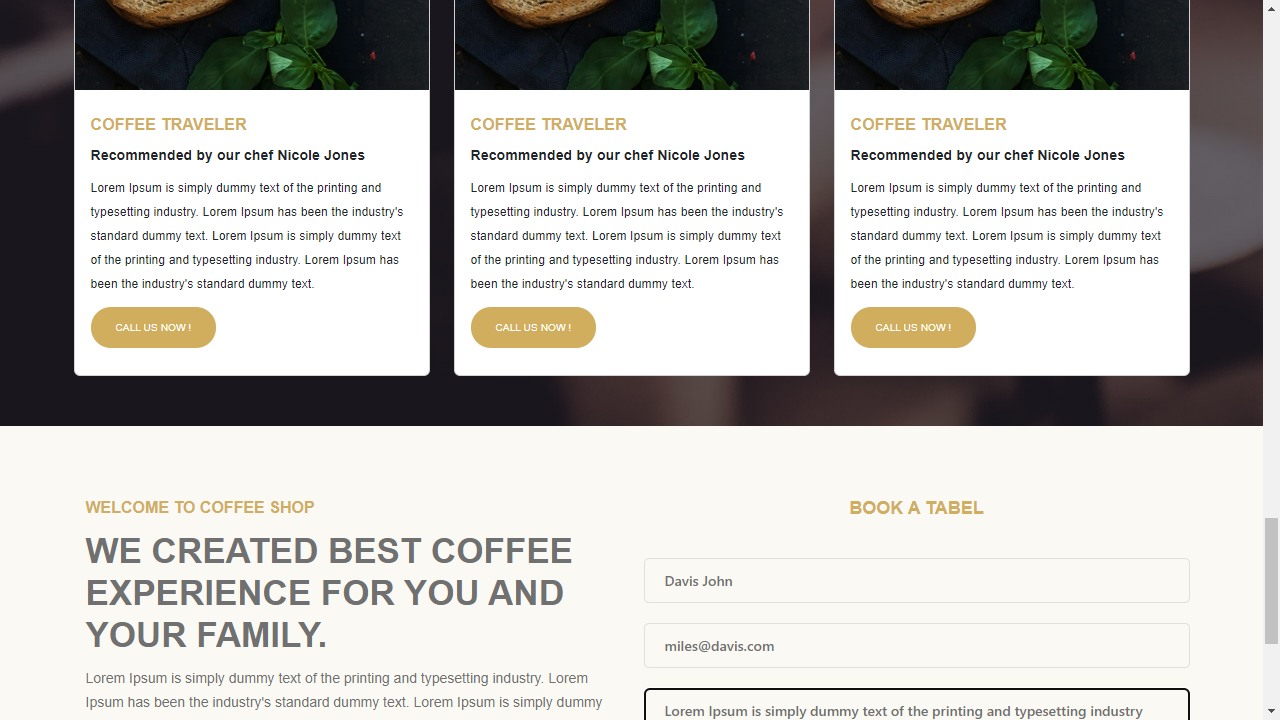 COFFEE TRAVELER
Recommended by our chef Nicole Jones
Lorem Ipsum is simply dummy text of the printing and
typesetting industry. Lorem Ipsum has been the industry's
standard dummy text. Lorem Ipsum is simply dummy text
of the printing and typesetting industry. Lorem Ipsum has
been the industry's standard dummy text.
CALL US NOW !
COFFEE TRAVELER
Recommended by our chef Nicole Jones
Lorem Ipsum is simply dummy text of the printing and
typesetting industry. Lorem Ipsum has been the industry's
standard dummy text. Lorem Ipsum is simply dummy text
of the printing and typesetting industry. Lorem Ipsum has
been the industry's standard dummy text.
CALL US NOW !
COFFEE TRAVELER
Recommended by our chef Nicole Jones
Lorem Ipsum is simply dummy text of the printing and
typesetting industry. Lorem Ipsum has been the industry's
standard dummy text. Lorem Ipsum is simply dummy text
of the printing and typesetting industry. Lorem Ipsum has
been the industry's standard dummy text.
CALL US NOW !
WELCOME TO COFFEE SHOP
WE CREATED BEST COFFEE
EXPERIENCE FOR YOU AND
YOUR FAMILY.
Lorem Ipsum is simply dummy text of the printing and typesetting industry. Lorem
Ipsum has been the industry's standard dummy text. Lorem Ipsum is simply dummy
BOOK A TABEL
Davis John
miles@davis.com
Lorem Ipsum is simply dummy text of the printing and typesetting industry